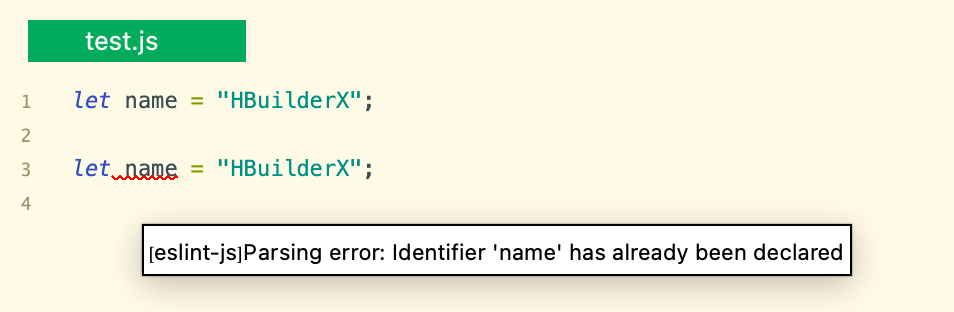 test.js
1 let name = "HBuilderX";
2
3 let name = "HBuilderX";
4
[eslint-js]Parsing error: Identifier 'name' has already been declared